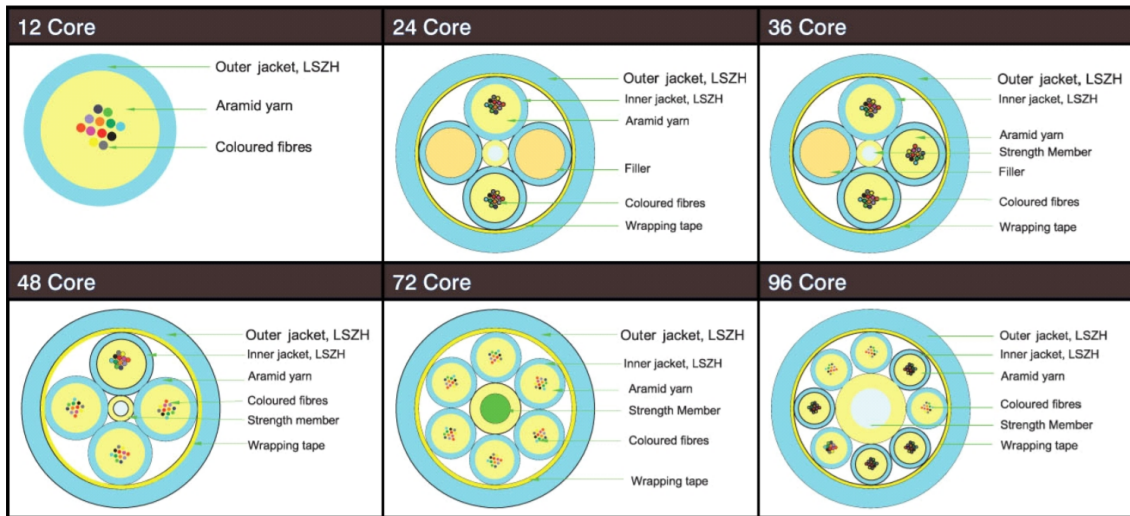 12 Core
Outer jacket, LSZH
Aramid yarn
Coloured fibres
24 Core
Outer jacket, LSZH
Inner jacket, LSZH
Aramid yarn
Filler
Coloured fibres
Wrapping tape
36 Core
Outer jacket, LSZH
Inner jacket, LSZH
Aramid yarn
Strength Member
Filler
Coloured fibres
Wrapping tape
48 Core
Outer jacket, LSZH
Inner jacket, LSZH
Aramid yarn
Coloured fibres
Strength member
Wrapping tape
72 Core
Outer jacket, LSZH
Inner jacket, LSZH
Aramid yarn
Strength Member
Coloured fibres
Wrapping tape
96 Core
Outer jacket, LSZH
Inner jacket, LSZH
Aramid yarn
Coloured fibres
Strength Member
Wrapping tape